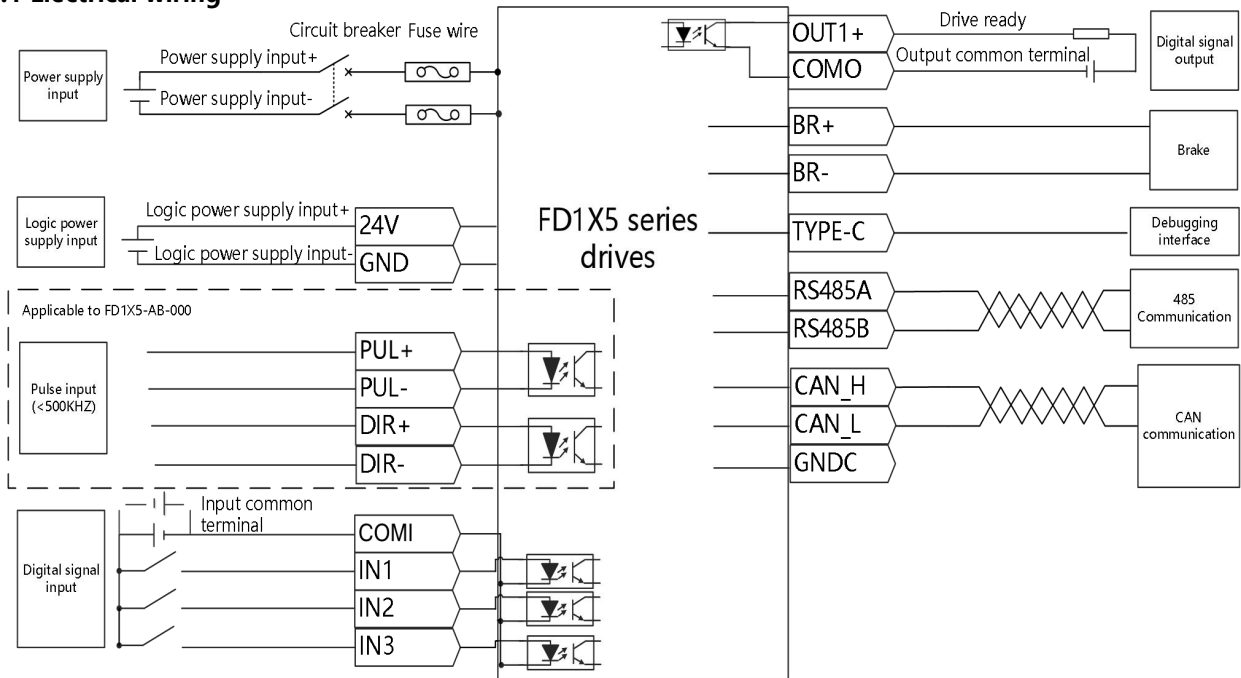 Electrical wiring
Circuit breaker Fuse wire
Power supply
input
Power supply input+
Power supply input-
Logic power
supply input
Logic power supply input+
Logic power supply input-
24V
GND
Applicable to FD1X5-AB-000
Pulse input
(<500KHZ)
PUL+
PUL-
DIR+
DIR-
Digital signal
input
Input common
terminal
COMI
IN1
IN2
IN3
FD1X5 series
drives
OUT1+
COMO
Drive ready
Output common terminal
Digital signal
output
BR+
BR-
Brake
TYPE-C
Debugging
interface
RS485A
RS485B
485
Communication
CAN_H
CAN_L
GNDC
CAN
communication